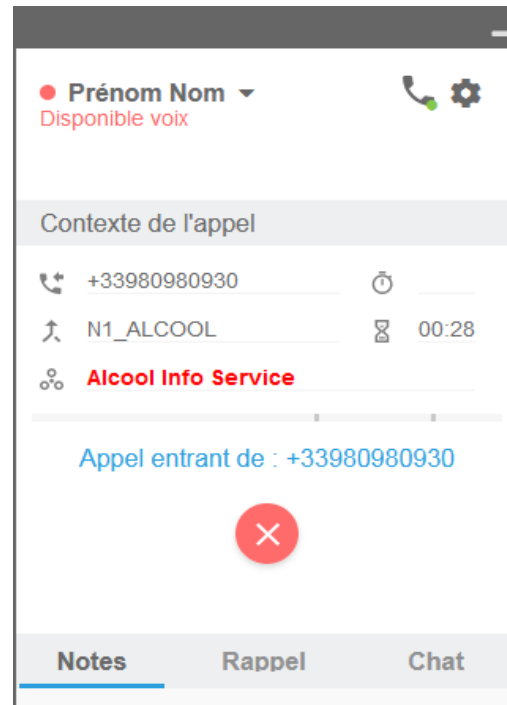 Prénom Nom
Disponible voix
Contexte de l'appel
+33980980930
N1_ALCOOL 00:28
Alcool Info Service
Appel entrant de : +33980980930
Notes Rappel Chat